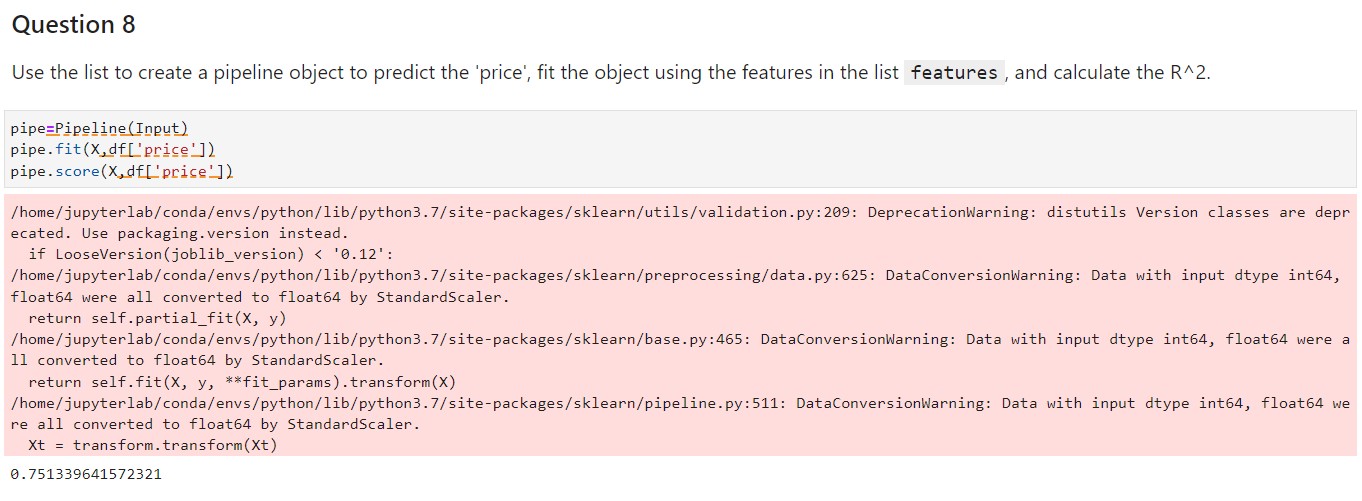 Question 8
Use the list to create a pipeline object to predict the 'price', fit the object using the features in the list features , and calculate the R^2.
pipe=Pipeline(Input)
pipe.fit(X,df['price'])
pipe.score(X,df['price'])
/home/jupyterlab/conda/envs/python/lib/python3.7/site-packages/sklearn/utils/validation.py:209: DeprecationWarning: distutils Version classes are depr
ecated. Use packaging.version instead.
  if LooseVersion(joblib_version) < '0.12':
/home/jupyterlab/conda/envs/python/lib/python3.7/site-packages/sklearn/preprocessing/data.py:625: DataConversionWarning: Data with input dtype int64,
float64 were all converted to float64 by StandardScaler.
  return self.partial_fit(X, y)
/home/jupyterlab/conda/envs/python/lib/python3.7/site-packages/sklearn/base.py:465: DataConversionWarning: Data with input dtype int64, float64 were a
ll converted to float64 by StandardScaler.
  return self.fit(X, y, **fit_params).transform(X)
/home/jupyterlab/conda/envs/python/lib/python3.7/site-packages/sklearn/pipeline.py:511: DataConversionWarning: Data with input dtype int64, float64 we
re all converted to float64 by StandardScaler.
  Xt = transform.transform(Xt)
0.751339641572321